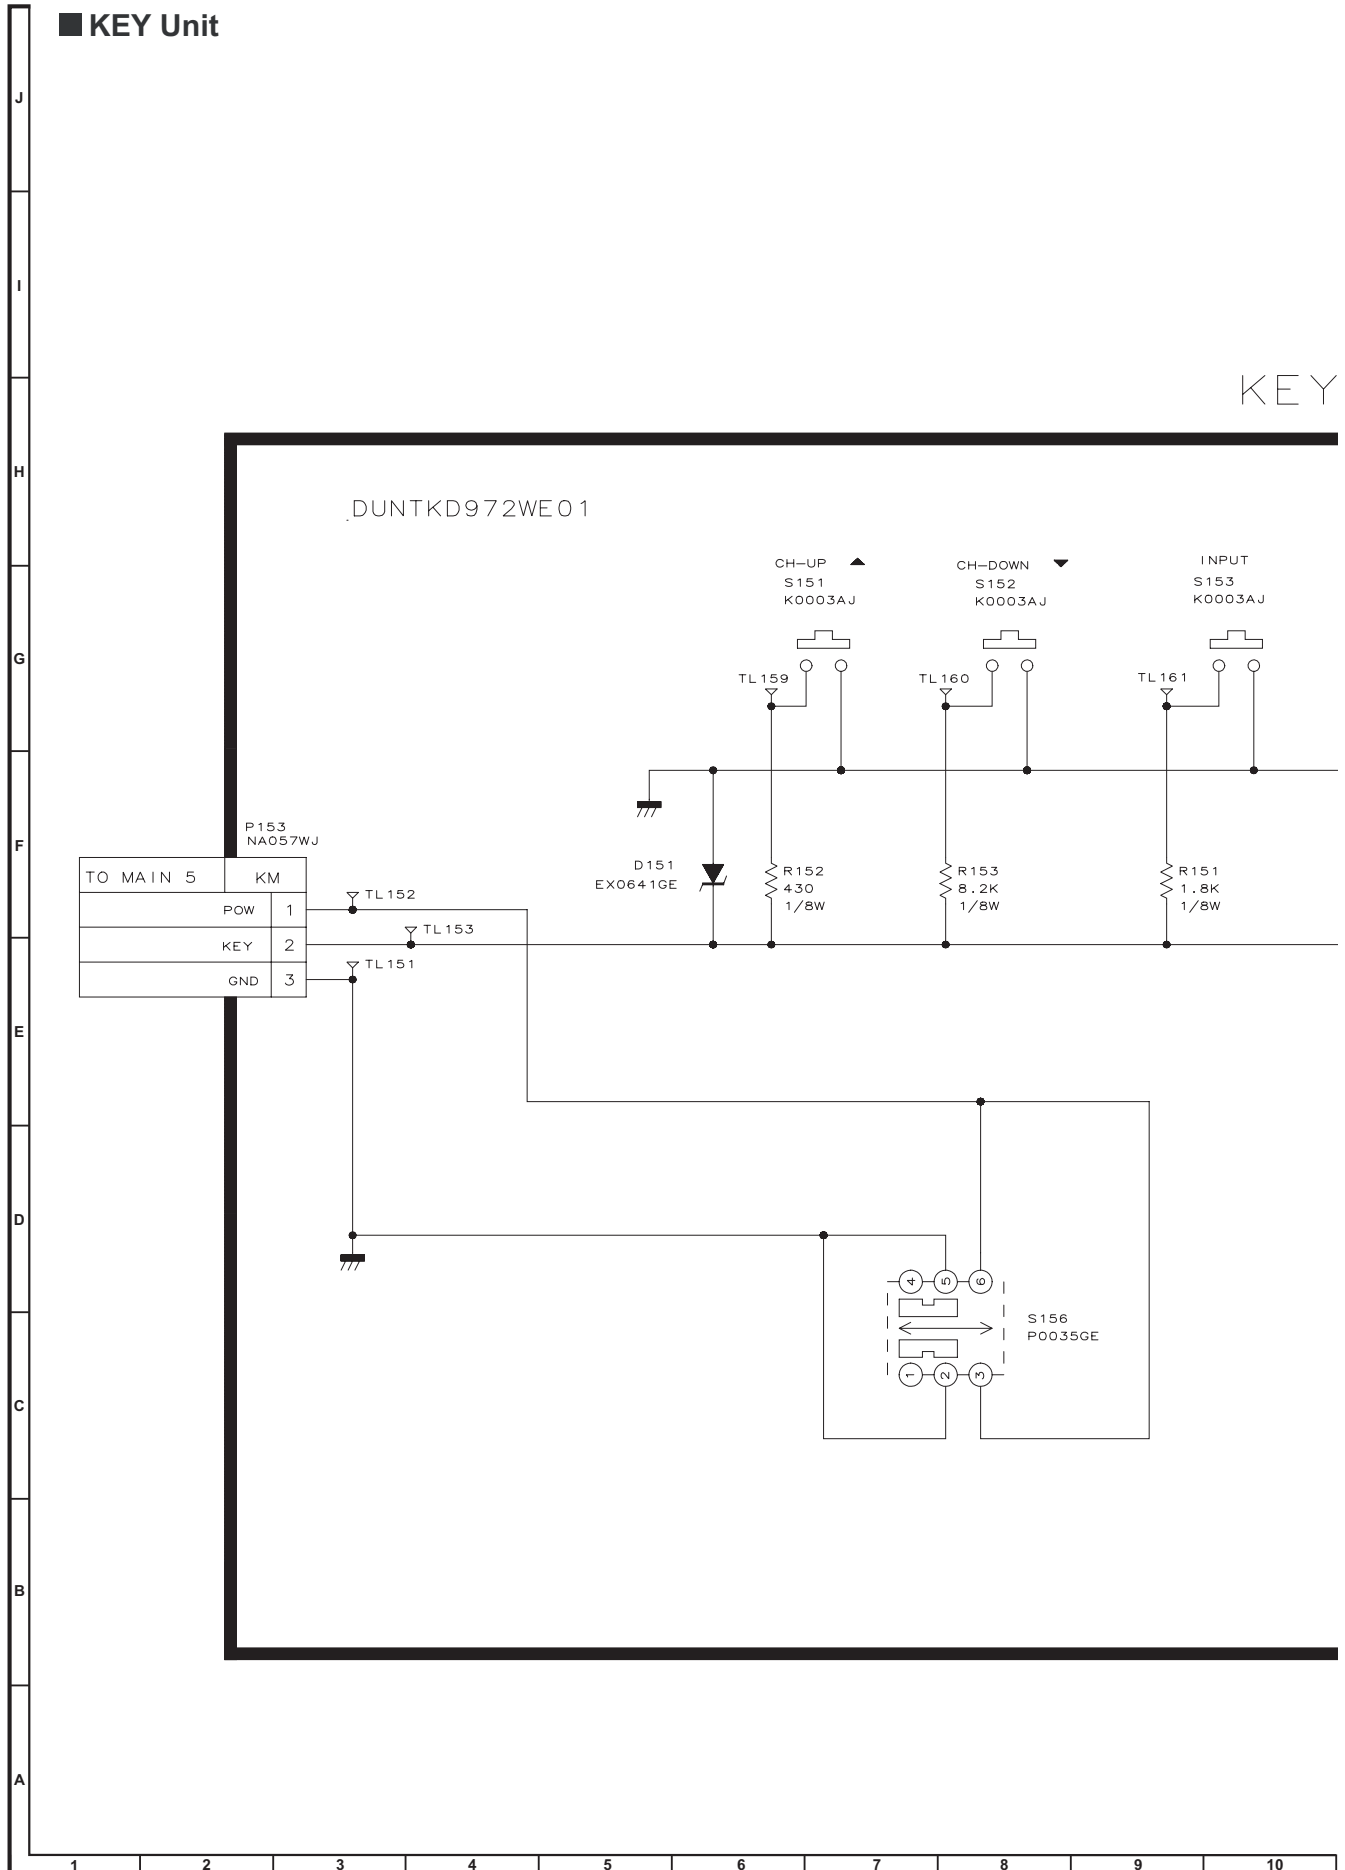 KEY Unit
J
I
KEY
H
DUNTKD972WE01
CH-UP
S151
K0003AJ
CH-DOWN
S152
K0003AJ
INPUT
S153
K0003AJ
G
TL159
TL160
TL161
F
P153
NA057WJ
TO MAIN 5 KM
POW 1
KEY 2
GND 3
TL152
TL153
TL151
D151
EX0641GE
R152
430
1/8W
R153
8.2K
1/8W
R151
1.8K
1/8W
E
D
4 5 6
S156
P0035GE
1 2 3
C
B
A
1 2 3 4 5 6 7 8 9 10